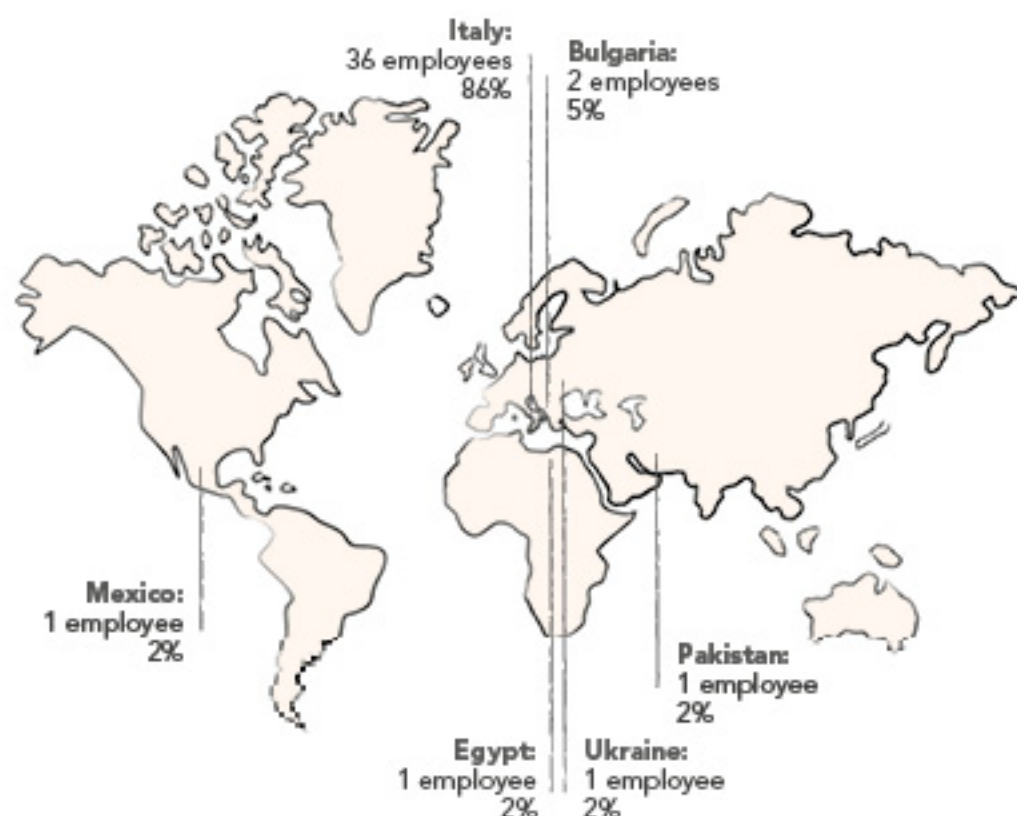 Italy:
36 employees
86%
Bulgaria:
2 employees
5%
Mexico:
1 employee
2%
Pakistan:
1 employee
2%
Egypt:
1 employee
2%
Ukraine:
1 employee
2%